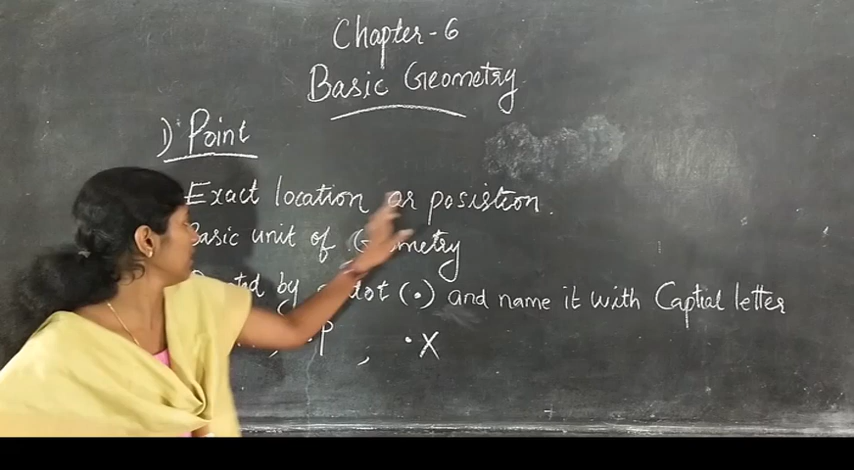 Chapter-6
Basic Geometry
1) Point
Exact location or posistion.
Basic unit of Geometry
by a dot (•) and name it with Captial letter
, •P , •X